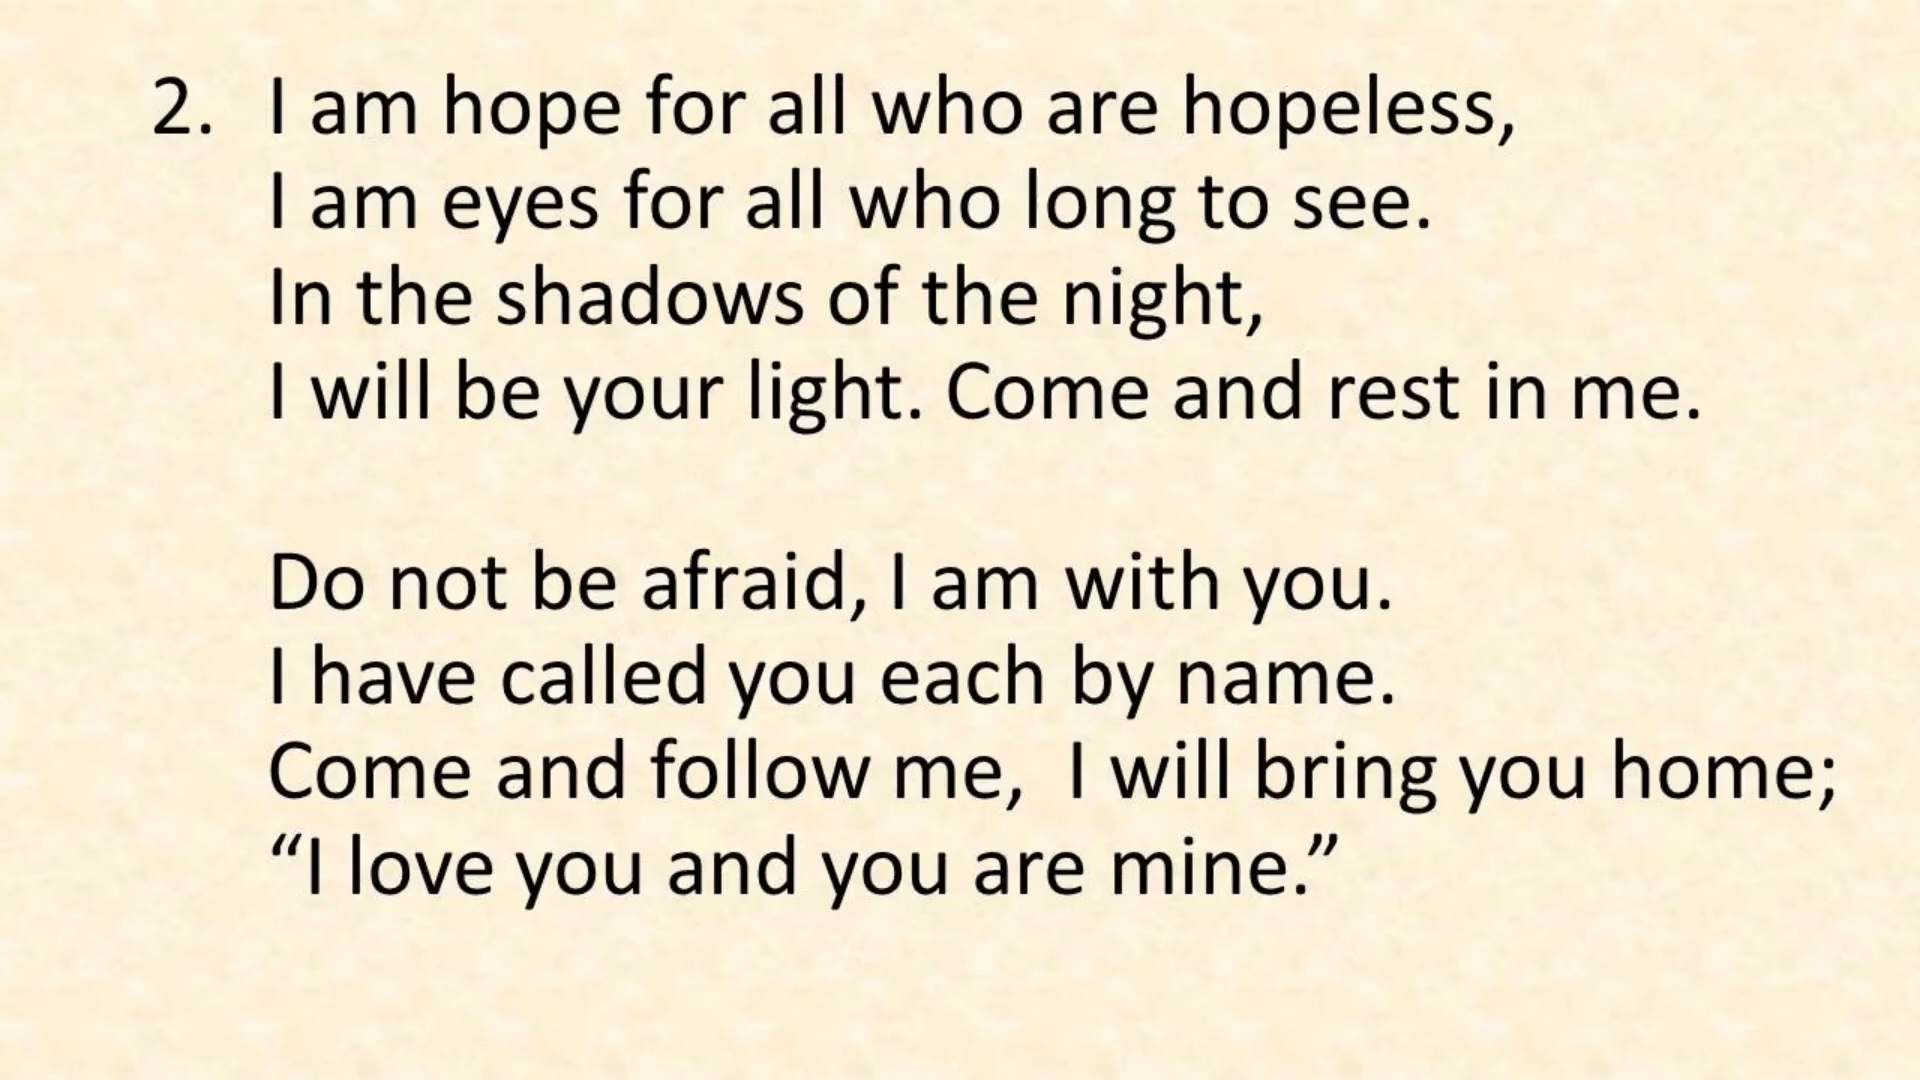 2. I am hope for all who are hopeless,
I am eyes for all who long to see.
In the shadows of the night,
I will be your light. Come and rest in me.
Do not be afraid, I am with you.
I have called you each by name.
Come and follow me,  I will bring you home;
“I love you and you are mine.”